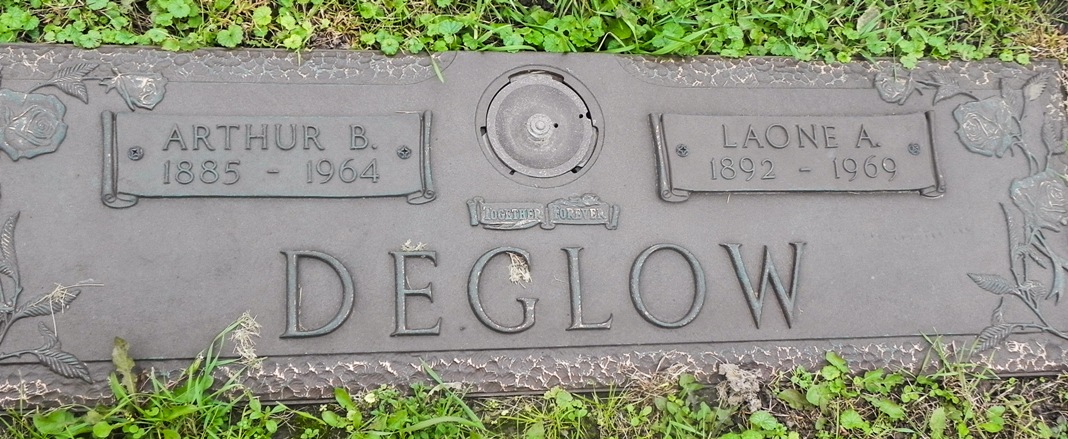 ARTHUR B.
1885 - 1964
LAONE A.
1892 - 1969
TOGETHER FOREVER
DEGLOW